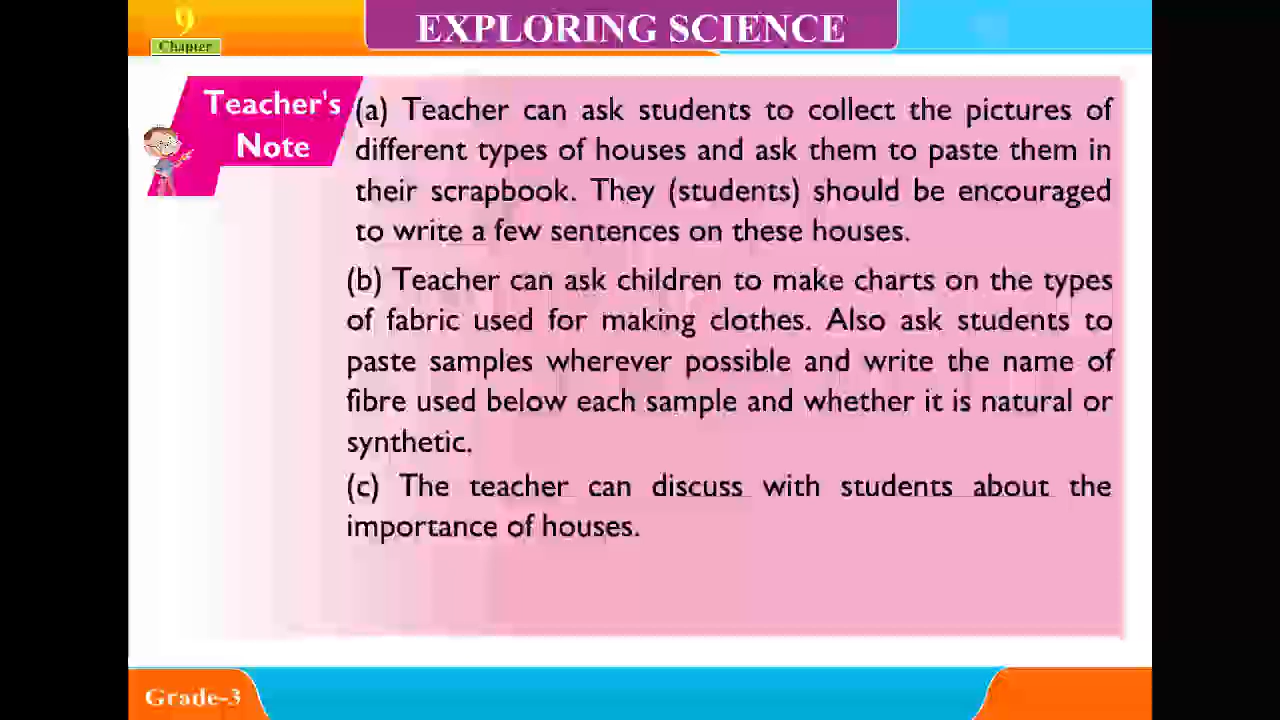 9
Chapter
EXPLORING SCIENCE
Teacher's
Note
(a) Teacher can ask students to collect the pictures of
different types of houses and ask them to paste them in
their scrapbook. They (students) should be encouraged
to write a few sentences on these houses.
(b) Teacher can ask children to make charts on the types
of fabric used for making clothes. Also ask students to
paste samples wherever possible and write the name of
fibre used below each sample and whether it is natural or
synthetic.
(c) The teacher can discuss with students about the
importance of houses.
Grade-3